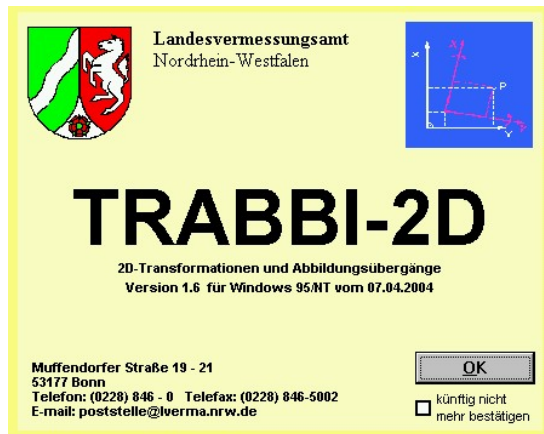 Landesvermessungsamt
Nordrhein-Westfalen
X
X
P
Y
Y
TRABBI-2D
2D-Transformationen und Abbildungsübergänge
Version 1.6 für Windows 95/NT vom 07.04.2004
Muffendorfer Straße 19 - 21
53177 Bonn
Telefon: (0228) 846 - 0 Telefax: (0228) 846-5002
E-mail: poststelle@lverma.nrw.de
OK
künftig nicht
mehr bestätigen